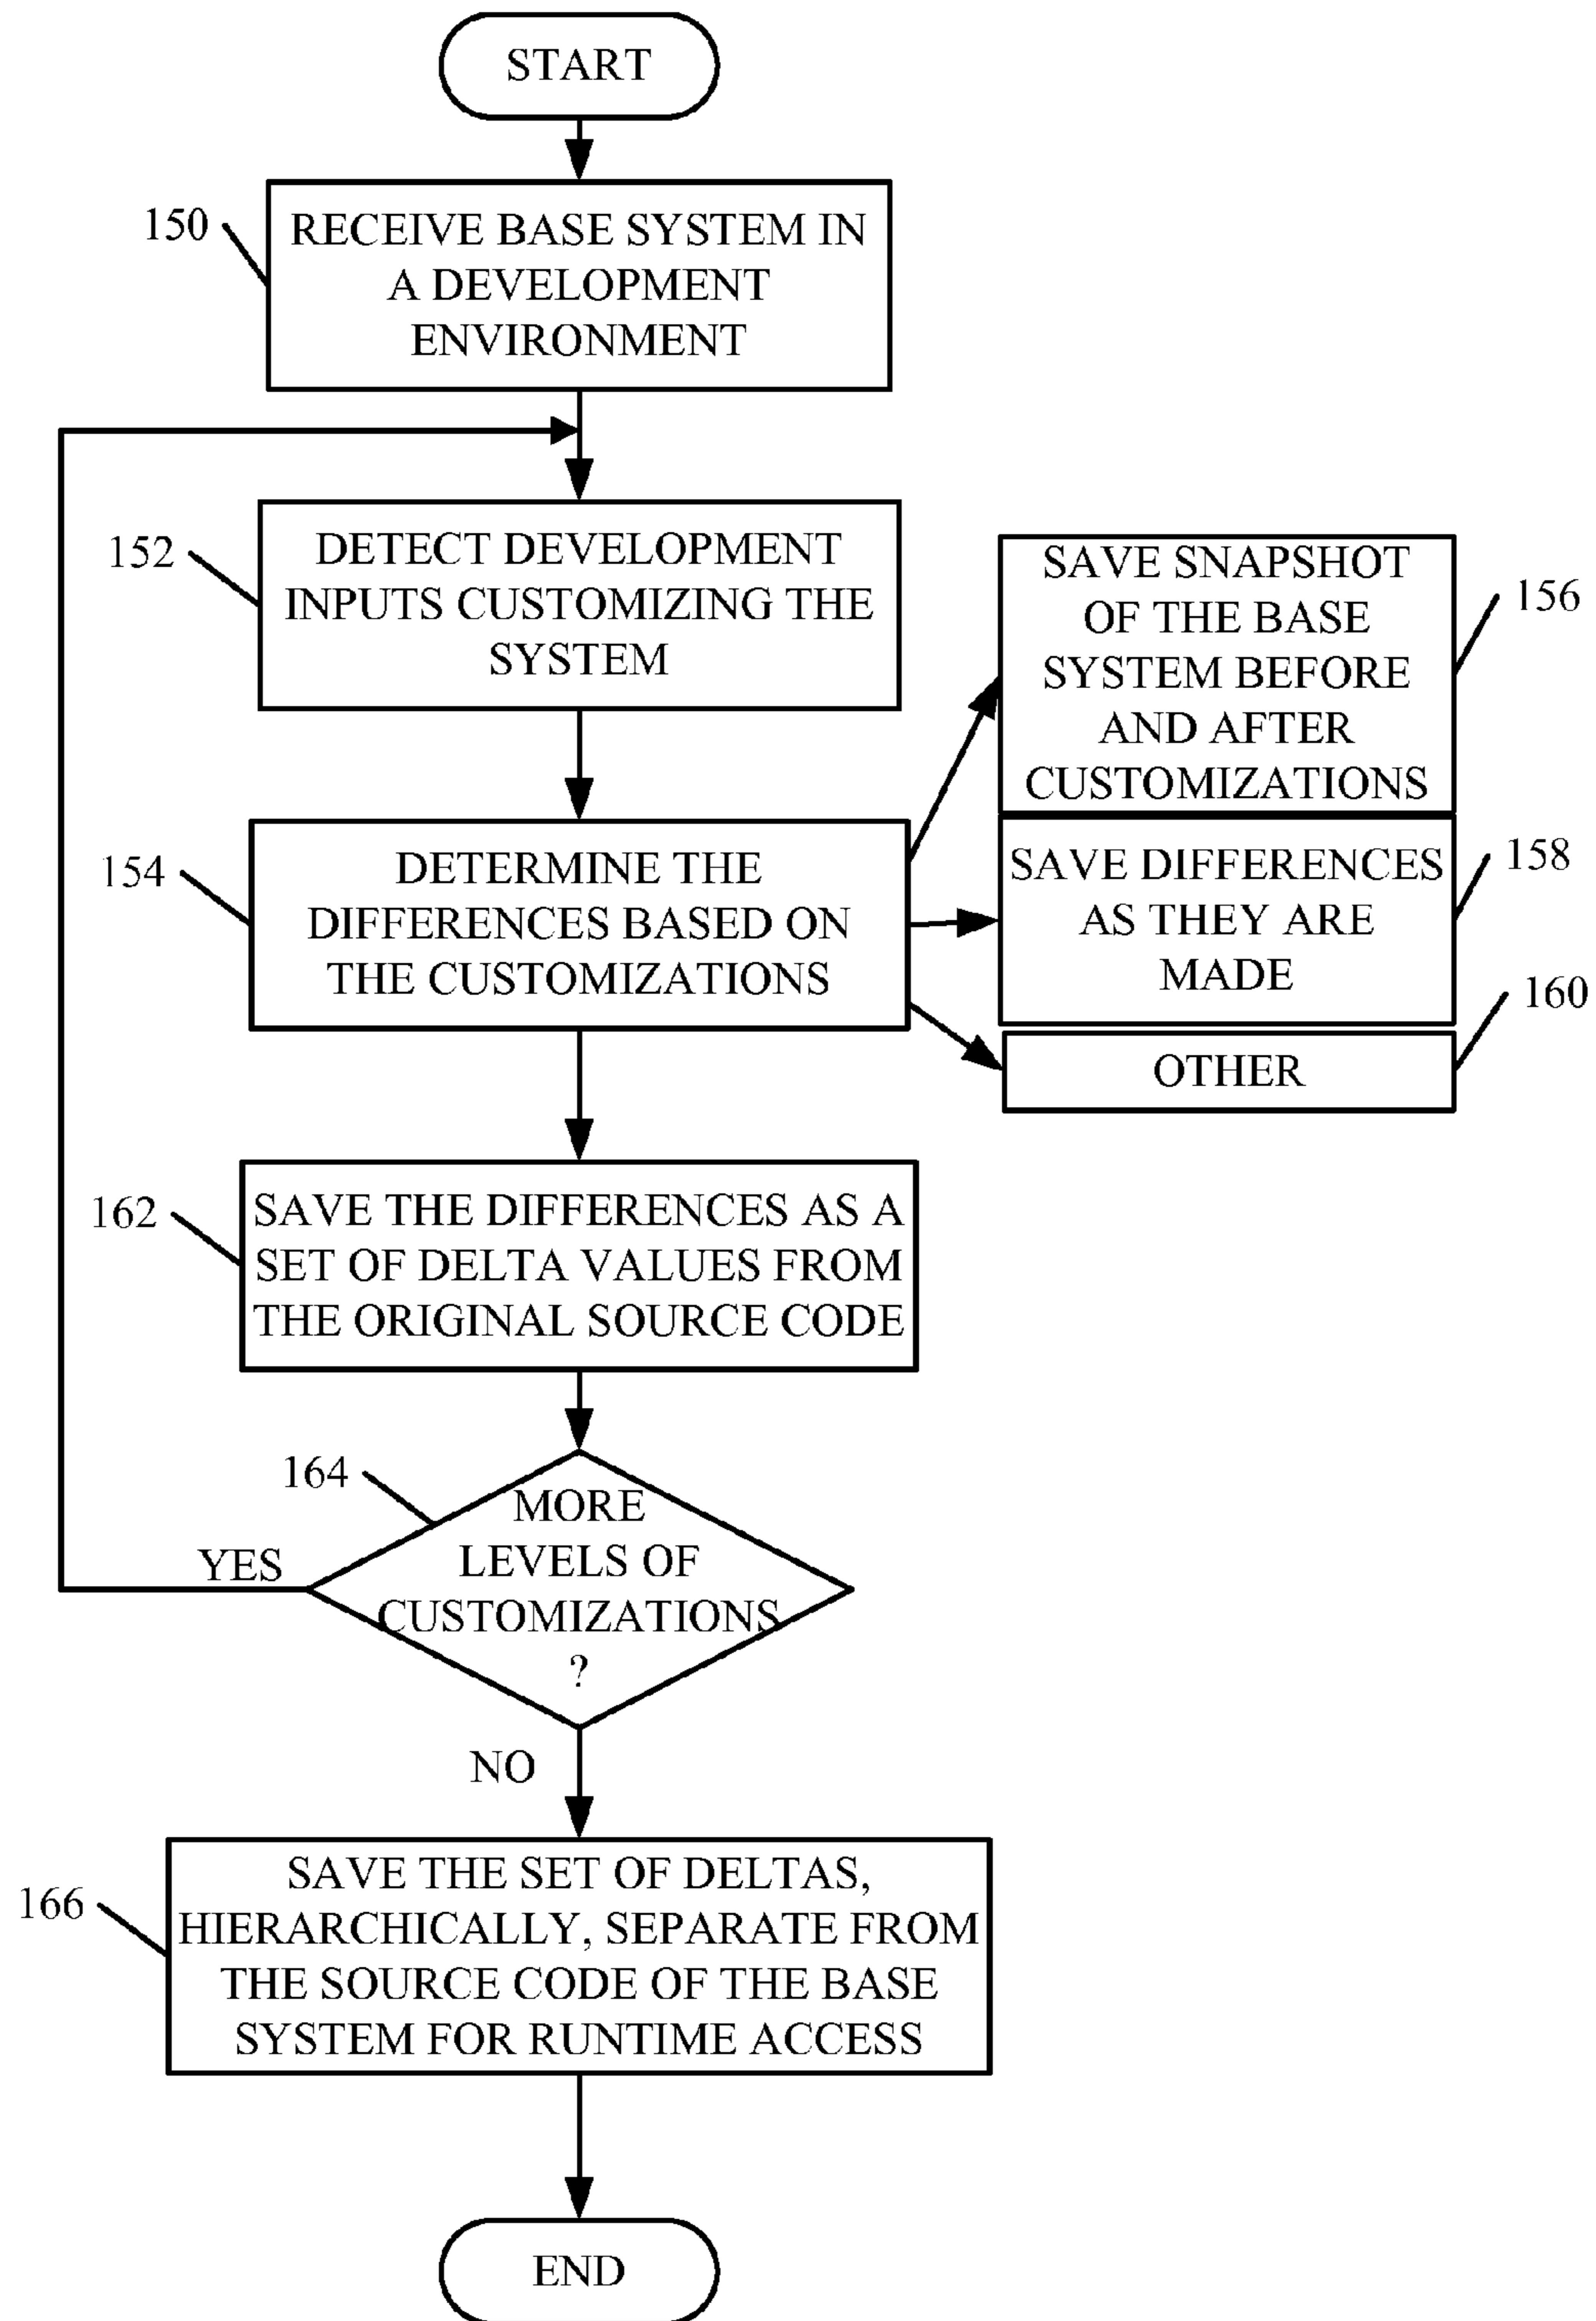 START
150
RECEIVE BASE SYSTEM IN
A DEVELOPMENT
ENVIRONMENT
152
DETECT DEVELOPMENT
INPUTS CUSTOMIZING THE
SYSTEM
SAVE SNAPSHOT
OF THE BASE
SYSTEM BEFORE
AND AFTER
CUSTOMIZATIONS
156
154
DETERMINE THE
DIFFERENCES BASED ON
THE CUSTOMIZATIONS
SAVE DIFFERENCES
AS THEY ARE
MADE
158
OTHER
160
162
SAVE THE DIFFERENCES AS A
SET OF DELTA VALUES FROM
THE ORIGINAL SOURCE CODE
164
MORE
LEVELS OF
CUSTOMIZATIONS
?
YES
NO
166
SAVE THE SET OF DELTAS,
HIERARCHICALLY, SEPARATE FROM
THE SOURCE CODE OF THE BASE
SYSTEM FOR RUNTIME ACCESS
END